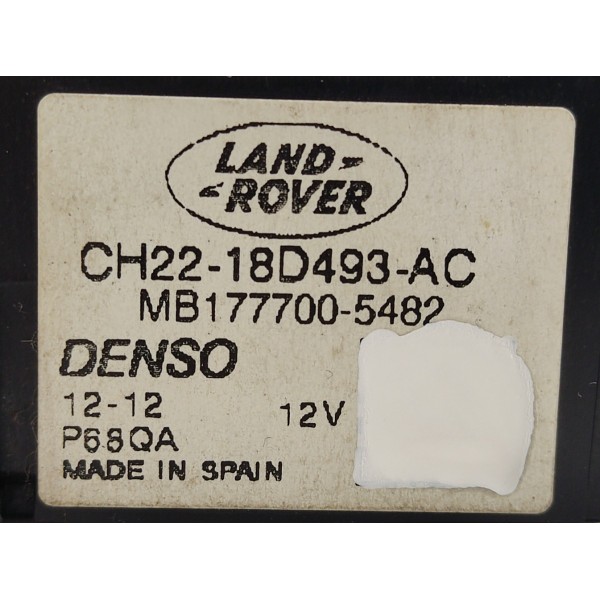 LAND-
-ROVER
CH22-18D493-AC
MB177700-5482
DENSO
12-12
12V
P68QA
MADE IN SPAIN